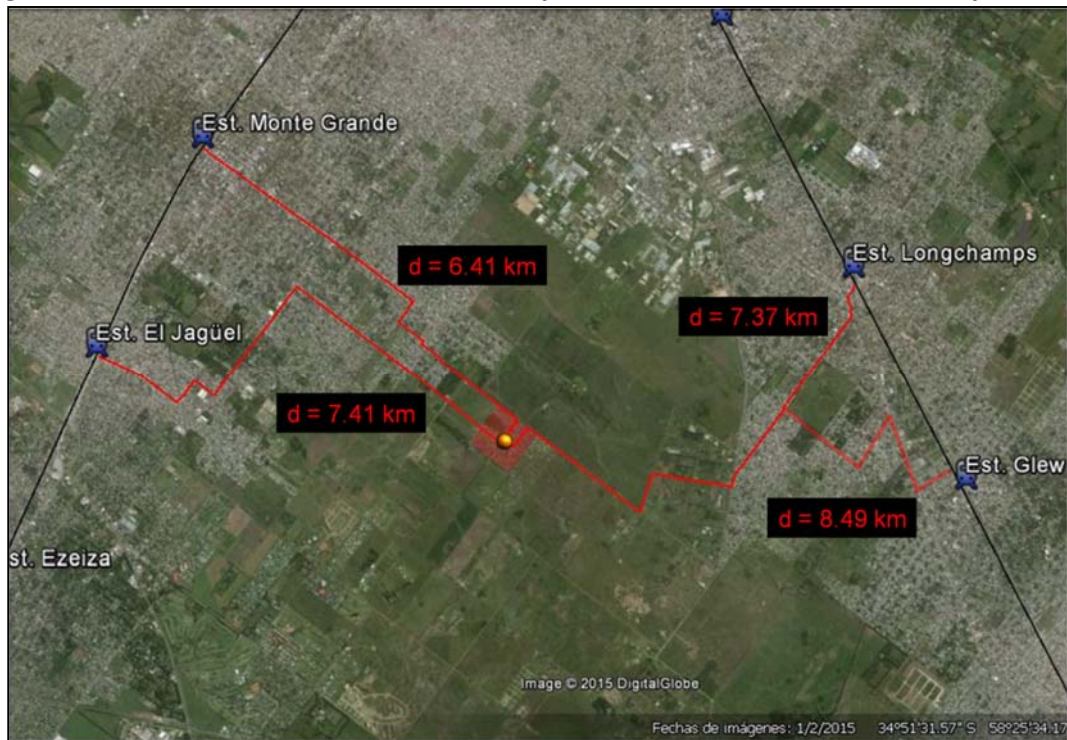 Est. Monte Grande
d = 6.41 km
Est. Longchamps
d = 7.37 km
Est. El Jagüel
d = 7.41 km
Est. Glew
d = 8.49 km
st. Ezeiza
Image © 2015 DigitalGlobe
Fechas de imágenes: 1/2/2015 34°51'31.57" S 58°25'34.17